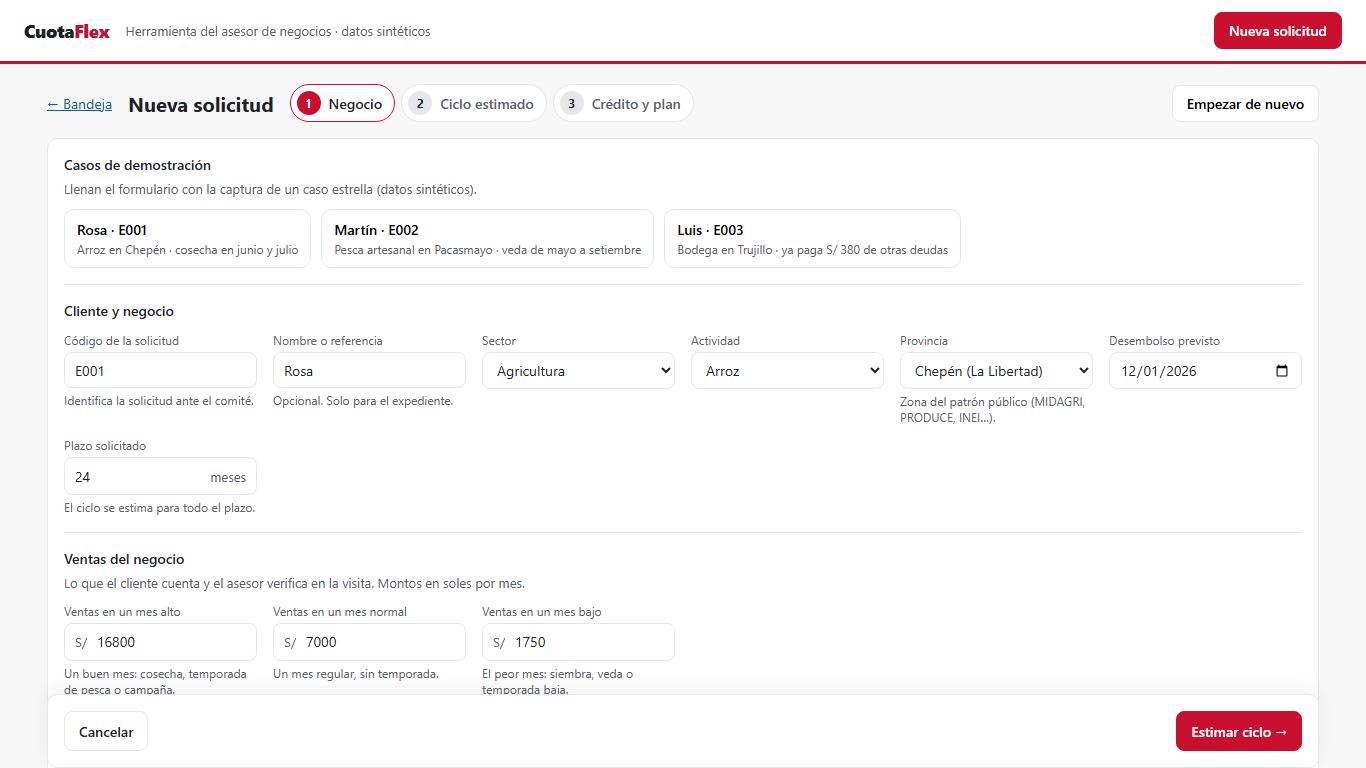 CuotaFlex Herramienta del asesor de negocios · datos sintéticos Nueva solicitud
← Bandeja Nueva solicitud 1 Negocio 2 Ciclo estimado 3 Crédito y plan Empezar de nuevo
Casos de demostración
Llenan el formulario con la captura de un caso estrella (datos sintéticos).
Rosa · E001
Arroz en Chepén · cosecha en junio y julio
Martín · E002
Pesca artesanal en Pacasmayo · veda de mayo a setiembre
Luis · E003
Bodega en Trujillo · ya paga S/ 380 de otras deudas
Cliente y negocio
Código de la solicitud
E001
Identifica la solicitud ante el comité.
Nombre o referencia
Rosa
Opcional. Solo para el expediente.
Sector
Agricultura
Actividad
Arroz
Provincia
Chepén (La Libertad)
Zona del patrón público (MIDAGRI,
PRODUCE, INEI...).
Desembolso previsto
12/01/2026
Plazo solicitado
24 meses
El ciclo se estima para todo el plazo.
Ventas del negocio
Lo que el cliente cuenta y el asesor verifica en la visita. Montos en soles por mes.
Ventas en un mes alto
S/ 16800
Un buen mes: cosecha, temporada
de pesca o campaña.
Ventas en un mes normal
S/ 7000
Un mes regular, sin temporada.
Ventas en un mes bajo
S/ 1750
El peor mes: siembra, veda o
temporada baja.
Cancelar Estimar ciclo →